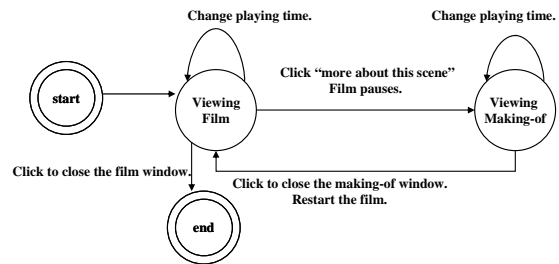 Change playing time.
Change playing time.
Click “more about this scene”
Film pauses.
start
Viewing
Film
Viewing
Making-of
Click to close the film window.
Click to close the making-of window.
Restart the film.
end